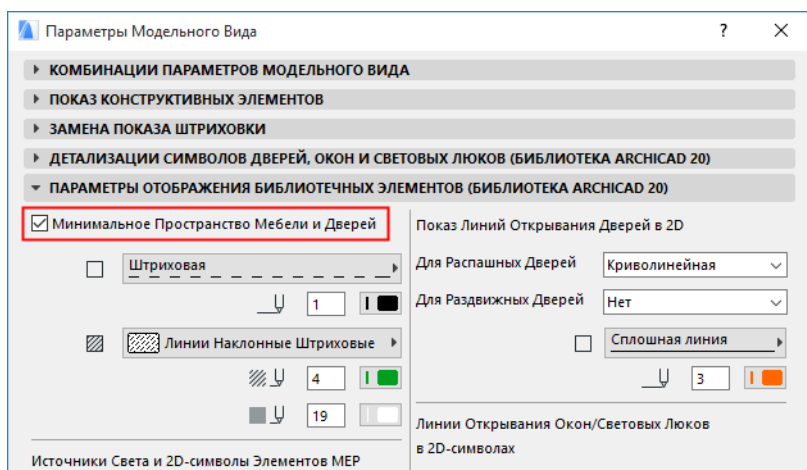 Параметры Модельного Вида
?
КОМБИНАЦИИ ПАРАМЕТРОВ МОДЕЛЬНОГО ВИДА
ПОКАЗ КОНСТРУКТИВНЫХ ЭЛЕМЕНТОВ
ЗАМЕНА ПОКАЗА ШТРИХОВКИ
ДЕТАЛИЗАЦИИ СИМВОЛОВ ДВЕРЕЙ, ОКОН И СВЕТОВЫХ ЛЮКОВ (БИБЛИОТЕКА ARCHICAD 20)
ПАРАМЕТРЫ ОТОБРАЖЕНИЯ БИБЛИОТЕЧНЫХ ЭЛЕМЕНТОВ (БИБЛИОТЕКА ARCHICAD 20)
Минимальное Пространство Мебели и Дверей
Штриховая
1
Линии Наклонные Штриховые
4
19
Источники Света и 2D-символы Элементов МЕР
Показ Линий Открывания Дверей в 2D
Для Распашных Дверей
Криволинейная
Для Раздвижных Дверей
Нет
Сплошная линия
3
Линии Открывания Окон/Световых Люков
в 2D-символах